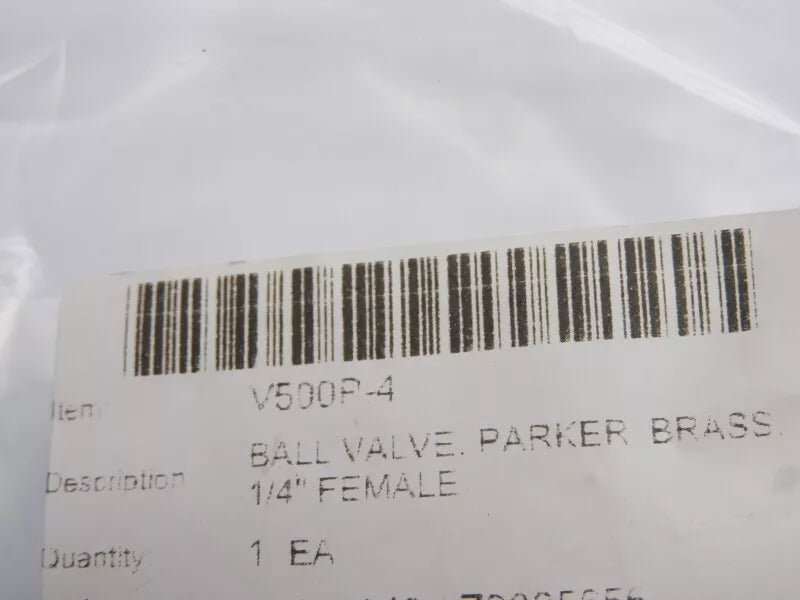 Item V500P-4
Description BALL VALVE, PARKER BRASS,
1/4" FEMALE
Quantity: 1 EA